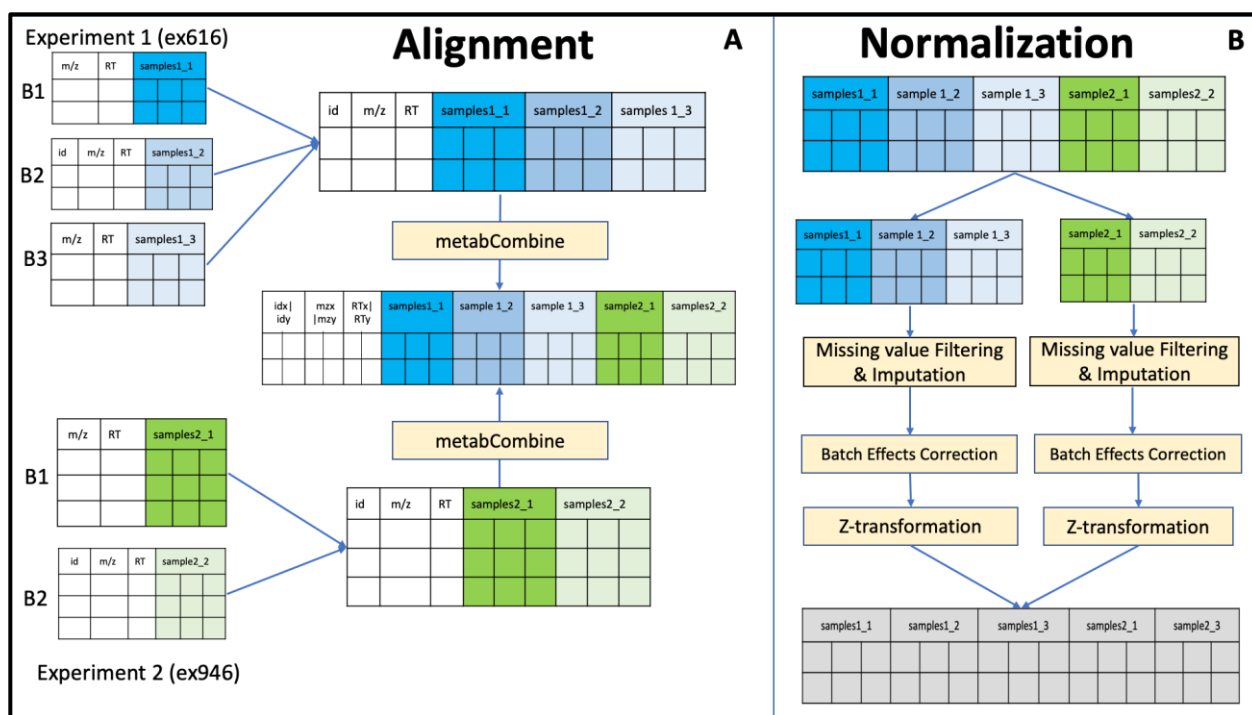 Experiment 1 (ex616)
Alignment
A
m/z RT samples1_1
B1
id m/z RT samples1_2
B2
m/z RT samples1_3
B3
id m/z RT samples1_1 samples1_2 samples 1_3
metabCombine
idx| mzx RTx| samples1_1 sample 1_2 sample 1_3 sample2_1 samples2_2
idy |mzy RTy
metabCombine
m/z RT samples2_1
B1
id m/z RT sample2_2
B2
id m/z RT samples2_1 samples2_2
Experiment 2 (ex946)
Normalization
B
samples1_1 sample 1_2 sample 1_3 sample2_1 samples2_2
samples1_1 sample 1_2 sample 1_3
sample2_1 samples2_2
Missing value Filtering
& Imputation
Missing value Filtering
& Imputation
Batch Effects Correction
Batch Effects Correction
Z-transformation
Z-transformation
samples1_1 samples1_2 samples1_3 samples2_1 sample2_3